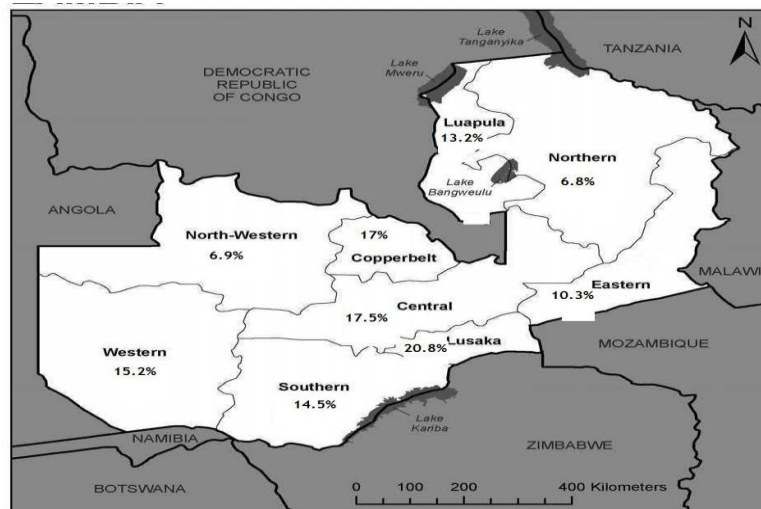 N
Lake
Tanganyika
TANZANIA
Lake
Mweru
DEMOCRATIC
REPUBLIC
OF CONGO
Luapula
13.2%
Northern
6.8%
Lake
Bangweulu
ANGOLA
North-Western
6.9%
17%
Copperbelt
MALAWI
Eastern
10.3%
Central
17.5%
Lusaka
20.8%
MOZAMBIQUE
Western
15.2%
Southern
14.5%
Lake
Kariba
NAMIBIA
ZIMBABWE
BOTSWANA
0 200 400 Kilometers